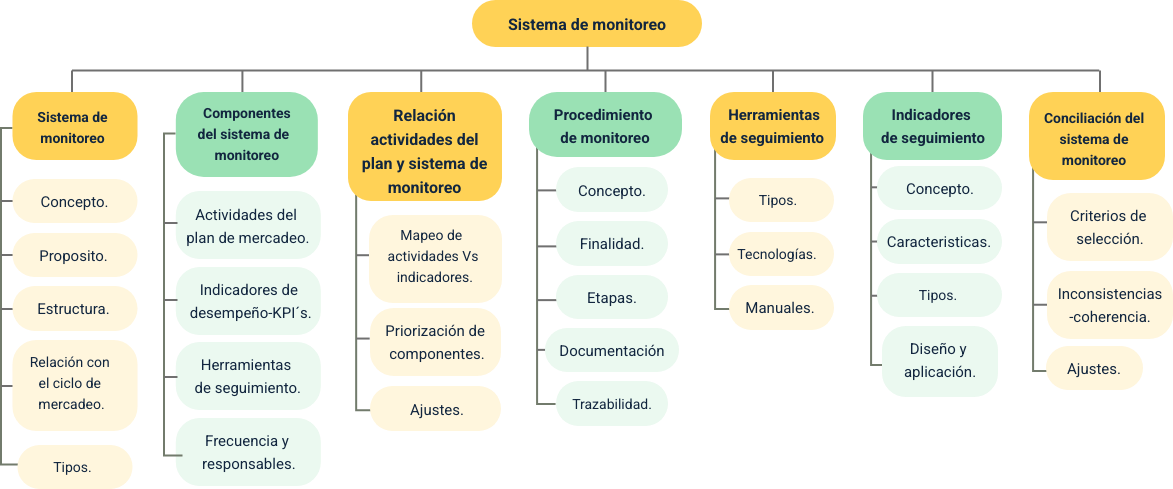 Sistema de monitoreo
Sistema de
monitoreo
Concepto.
Proposito.
Estructura.
Relación con
el ciclo de
mercadeo.
Tipos.
Componentes
del sistema de
monitoreo
Actividades del
plan de mercadeo.
Indicadores de
desempeño-KPI´s.
Herramientas
de seguimiento.
Frecuencia y
responsables.
Relación
actividades del
plan y sistema de
monitoreo
Mapeo de
actividades Vs
indicadores.
Priorización de
componentes.
Ajustes.
Procedimiento
de monitoreo
Concepto.
Finalidad.
Etapas.
Documentación
Trazabilidad.
Herramientas
de seguimiento
Tipos.
Tecnologías.
Manuales.
Indicadores
de seguimiento
Concepto.
Caracteristicas.
Tipos.
Diseño y
aplicación.
Conciliación del
sistema de
monitoreo
Criterios de
selección.
Inconsistencias
-coherencia.
Ajustes.